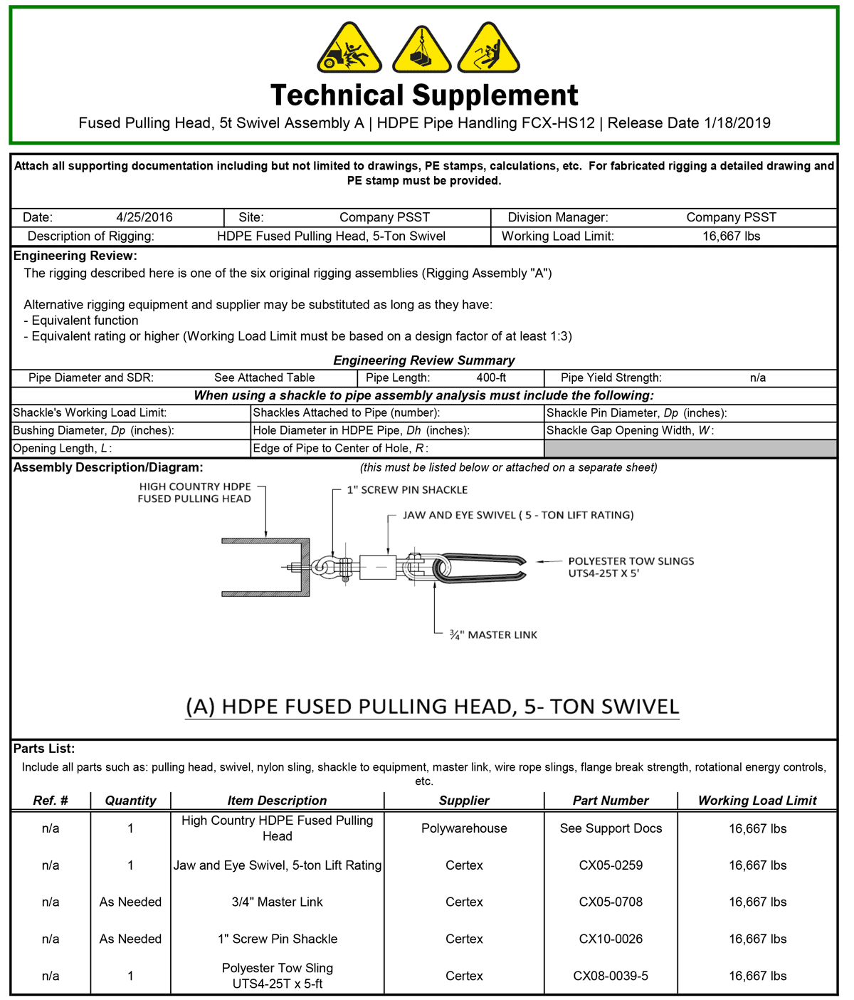 Technical Supplement
Fused Pulling Head, 5t Swivel Assembly A | HDPE Pipe Handling FCX-HS12 | Release Date 1/18/2019
Attach all supporting documentation including but not limited to drawings, PE stamps, calculations, etc. For fabricated rigging a detailed drawing and
PE stamp must be provided.
Date: 4/25/2016 Site: Company PSST Division Manager: Company PSST
Description of Rigging: HDPE Fused Pulling Head, 5-Ton Swivel Working Load Limit: 16,667 lbs
Engineering Review:
The rigging described here is one of the six original rigging assemblies (Rigging Assembly "A")
Alternative rigging equipment and supplier may be substituted as long as they have:
- Equivalent function
- Equivalent rating or higher (Working Load Limit must be based on a design factor of at least 1:3)
Engineering Review Summary
Pipe Diameter and SDR: See Attached Table Pipe Length: 400-ft Pipe Yield Strength: n/a
When using a shackle to pipe assembly analysis must include the following:
Shackle's Working Load Limit: Shackles Attached to Pipe (number): Shackle Pin Diameter, Dp (inches):
Bushing Diameter, Dp (inches): Hole Diameter in HDPE Pipe, Dh (inches): Shackle Gap Opening Width, W:
Opening Length, L: Edge of Pipe to Center of Hole, R:
Assembly Description/Diagram: (this must be listed below or attached on a separate sheet)
HIGH COUNTRY HDPE
FUSED PULLING HEAD
1" SCREW PIN SHACKLE
JAW AND EYE SWIVEL ( 5 - TON LIFT RATING)
POLYESTER TOW SLINGS
UTS4-25T X 5'
¾" MASTER LINK
(A) HDPE FUSED PULLING HEAD, 5- TON SWIVEL
Parts List:
Include all parts such as: pulling head, swivel, nylon sling, shackle to equipment, master link, wire rope slings, flange break strength, rotational energy controls,
etc.
Ref. # Quantity Item Description Supplier Part Number Working Load Limit
n/a 1 High Country HDPE Fused Pulling Head Polywarehouse See Support Docs 16,667 lbs
n/a 1 Jaw and Eye Swivel, 5-ton Lift Rating Certex CX05-0259 16,667 lbs
n/a As Needed 3/4" Master Link Certex CX05-0708 16,667 lbs
n/a As Needed 1" Screw Pin Shackle Certex CX10-0026 16,667 lbs
n/a 1 Polyester Tow Sling UTS4-25T x 5-ft Certex CX08-0039-5 16,667 lbs